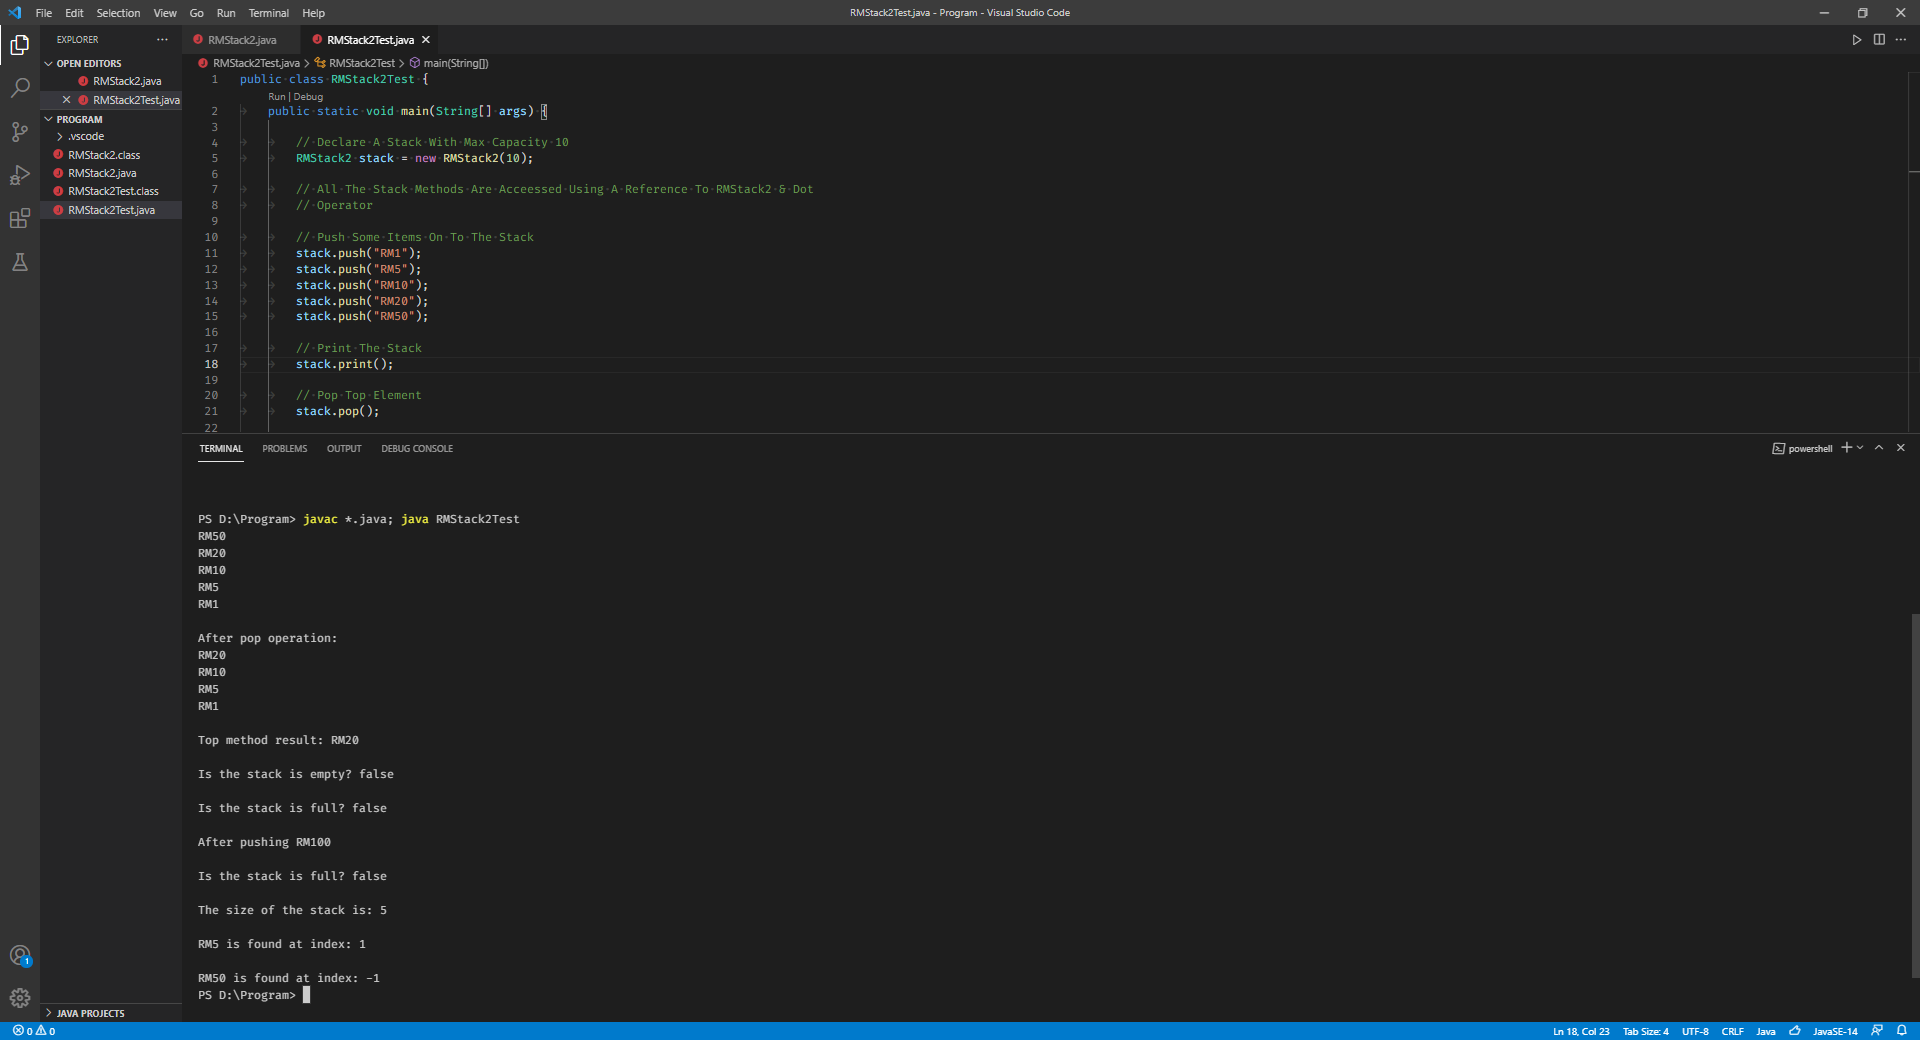 File Edit Selection View Go Run Terminal Help
RMStack2Test.java - Program - Visual Studio Code
EXPLORER
OPEN EDITORS
RMStack2.java
RMStack2Test.java
PROGRAM
.vscode
RMStack2.class
RMStack2.java
RMStack2Test.class
RMStack2Test.java
JAVA PROJECTS
RMStack2.java RMStack2Test.java
RMStack2Test.java > RMStack2Test > main(String[])
1 public class RMStack2Test {
Run | Debug
2 public static void main(String[] args) {
3
4 // Declare A Stack With Max Capacity 10
5 RMStack2 stack = new RMStack2(10);
6
7 // All The Stack Methods Are Acceessed Using A Reference To RMStack2 & Dot
8 // Operator
9
10 // Push Some Items On To The Stack
11 stack.push("RM1");
12 stack.push("RM5");
13 stack.push("RM10");
14 stack.push("RM20");
15 stack.push("RM50");
16
17 // Print The Stack
18 stack.print();
19
20 // Pop Top Element
21 stack.pop();
22
TERMINAL PROBLEMS OUTPUT DEBUG CONSOLE
powershell
PS D:\Program> javac *.java; java RMStack2Test
RM50
RM20
RM10
RM5
RM1
After pop operation:
RM20
RM10
RM5
RM1
Top method result: RM20
Is the stack is empty? false
Is the stack is full? false
After pushing RM100
Is the stack is full? false
The size of the stack is: 5
RM5 is found at index: 1
RM50 is found at index: -1
PS D:\Program>
1
0 0
Ln 18, Col 23 Tab Size: 4 UTF-8 CRLF Java JavaSE-14